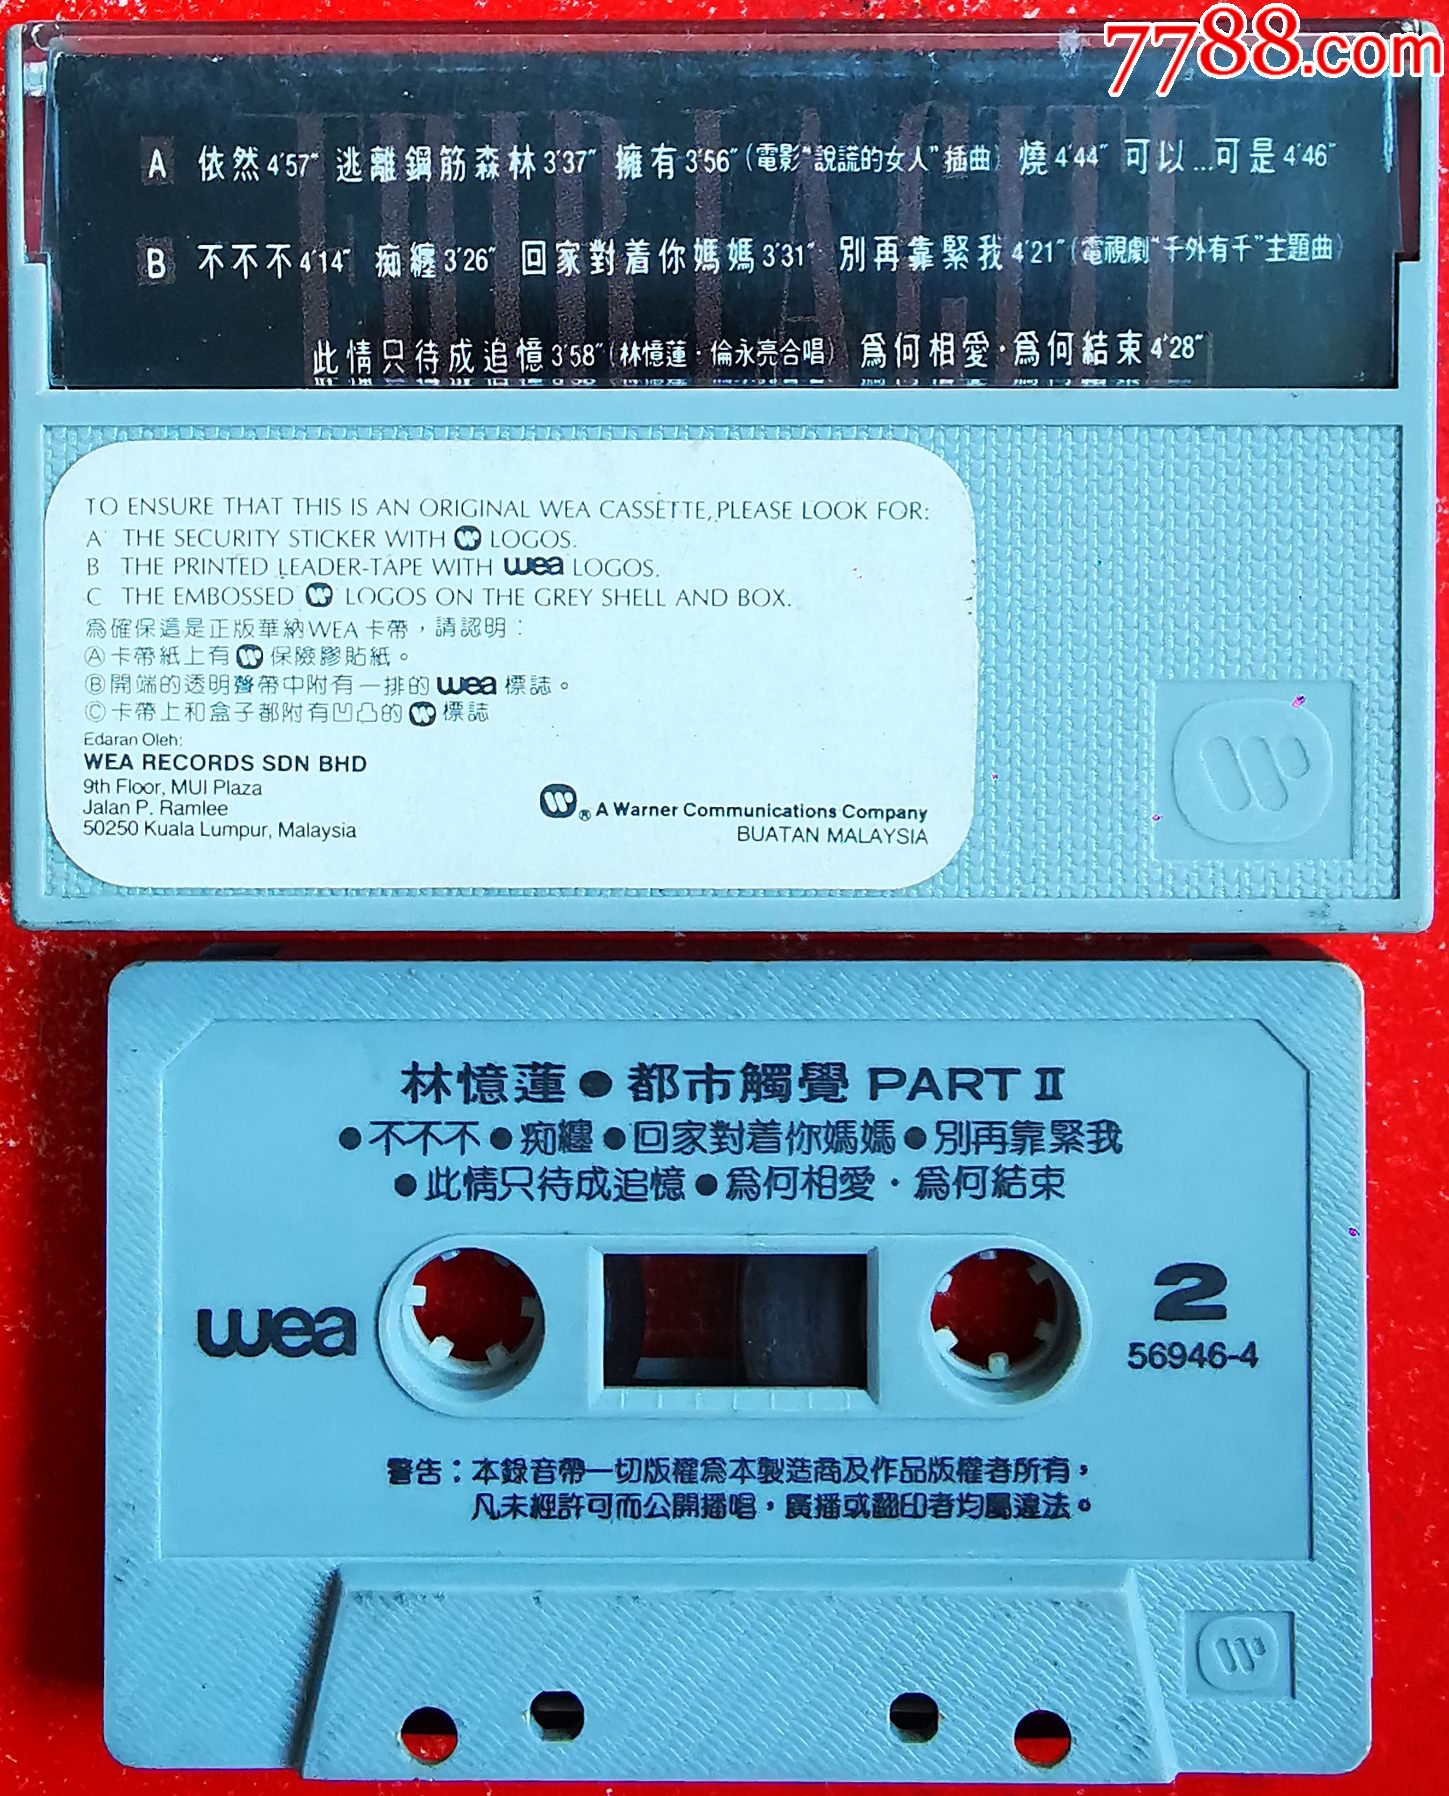 7788.com
A 依然4'57" 逃離鋼筋森林3'37" 擁有3'56"(電影"說謊的女人"插曲) 燒4'44" 可以...可是4'46"
B 不不不4'14" 痴纏3'26" 回家對着你媽媽3'31" 別再靠緊我4'21"(電視劇"千外有千"主題曲)
此情只待成追憶3'58"(林憶蓮·倫永亮合唱) 為何相愛·為何結束4'28"
TO ENSURE THAT THIS IS AN ORIGINAL WEA CASSETTE, PLEASE LOOK FOR:
A THE SECURITY STICKER WITH LOGOS.
B THE PRINTED LEADER-TAPE WITH wea LOGOS.
C THE EMBOSSED LOGOS ON THE GREY SHELL AND BOX.
為確保這是正版華納WEA卡帶，請認明：
Ⓐ卡帶紙上有保險膠貼紙。
Ⓑ開端的透明聲帶中附有一排的wea標誌。
Ⓒ卡帶上和盒子都附有凹凸的標誌
Edaran Oleh:
WEA RECORDS SDN BHD
9th Floor, MUI Plaza
Jalan P. Ramlee
50250 Kuala Lumpur, Malaysia
® A Warner Communications Company
BUATAN MALAYSIA
林憶蓮●都市觸覺 PART II
●不不不●痴纏●回家對着你媽媽●別再靠緊我
●此情只待成追憶●為何相愛·為何結束
wea
2
56946-4
警告：本錄音帶一切版權為本製造商及作品版權者所有，
凡未經許可而公開播唱，廣播或翻印者均屬違法。